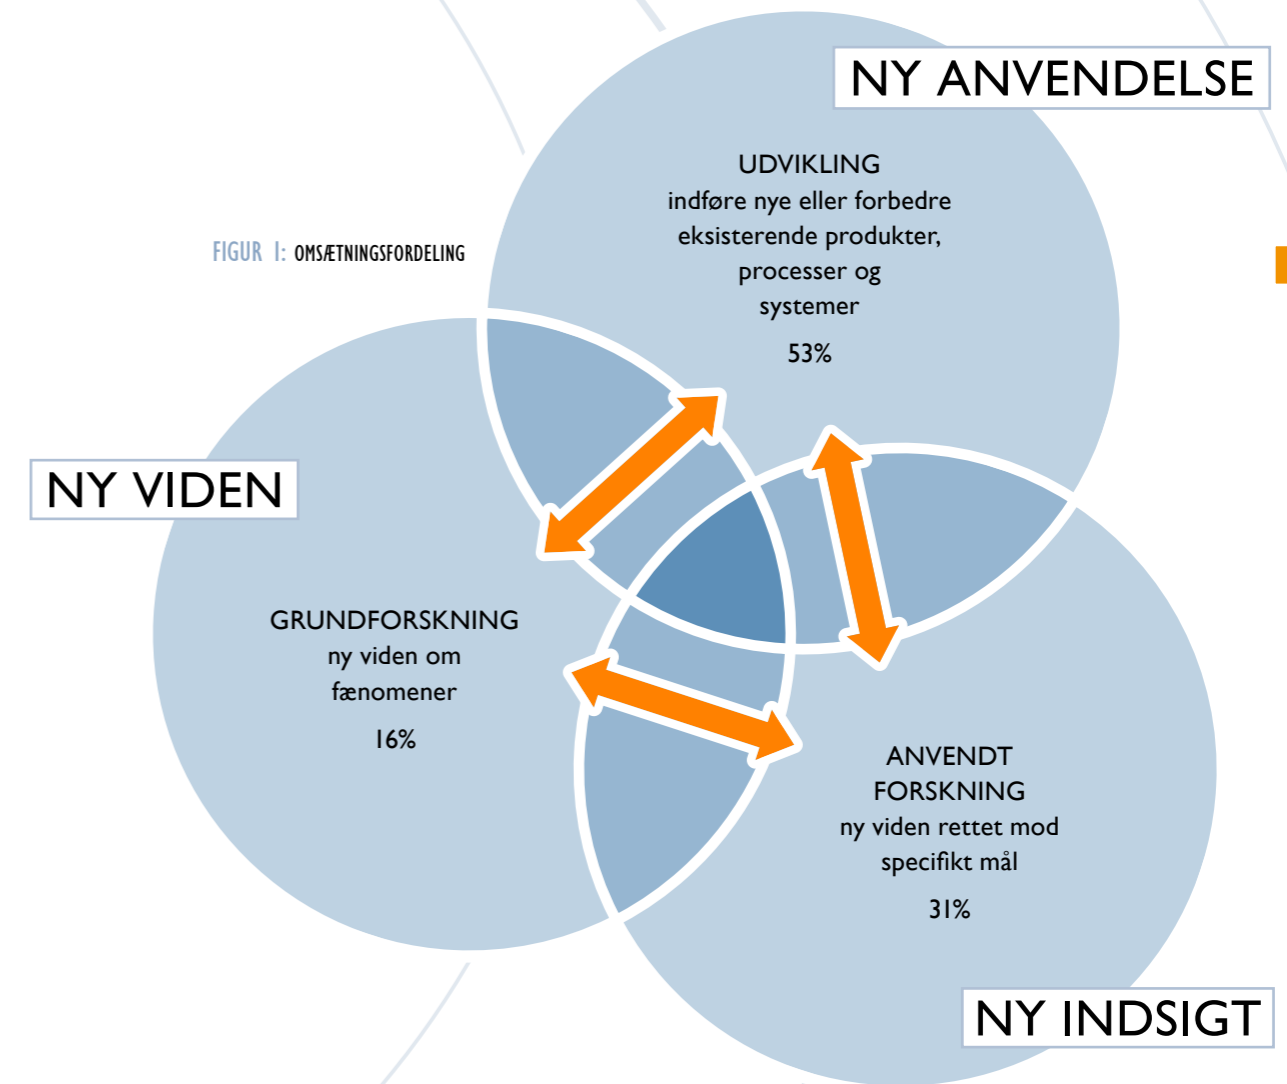 NY ANVENDELSE
UDVIKLING
indføre nye eller forbedre
eksisterende produkter,
processer og
systemer
53%
FIGUR 1: OMSÆTNINGSFORDELING
NY VIDEN
GRUNDFORSKNING
ny viden om
fænomener
16%
ANVENDT
FORSKNING
ny viden rettet mod
specifikt mål
31%
NY INDSIGT